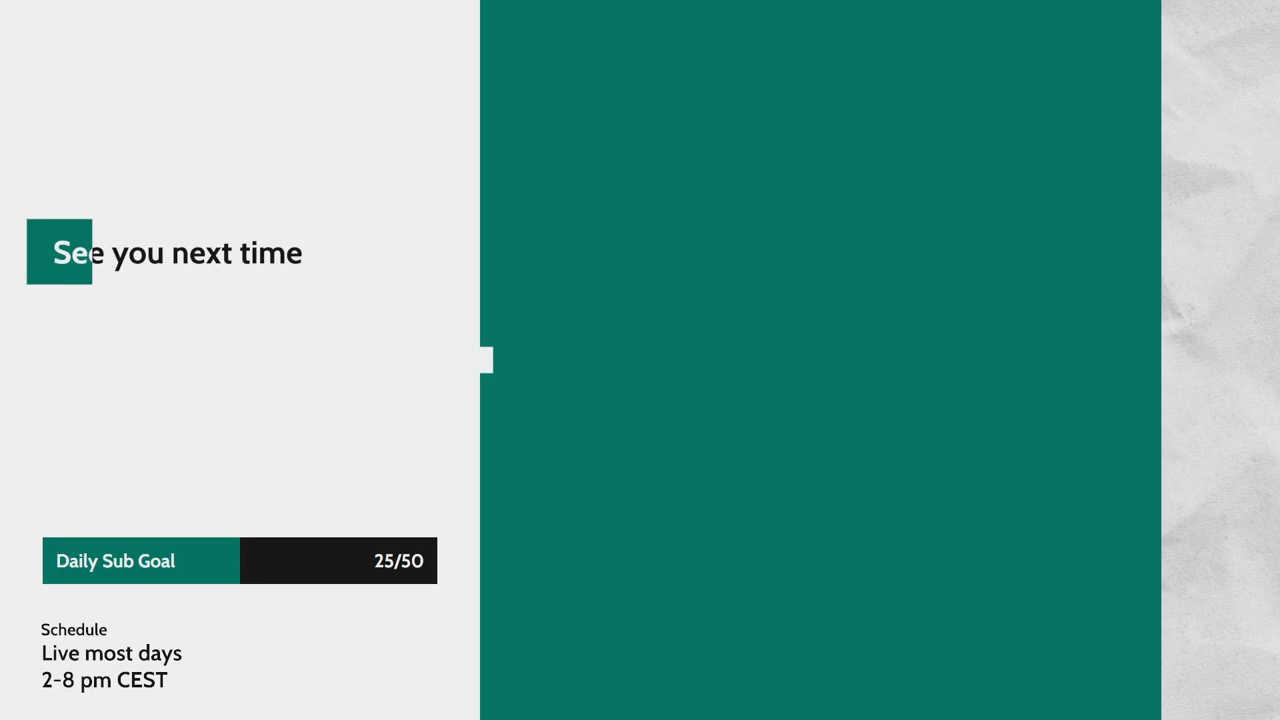 See you next time
Daily Sub Goal 25/50
Schedule
Live most days
2-8 pm CEST